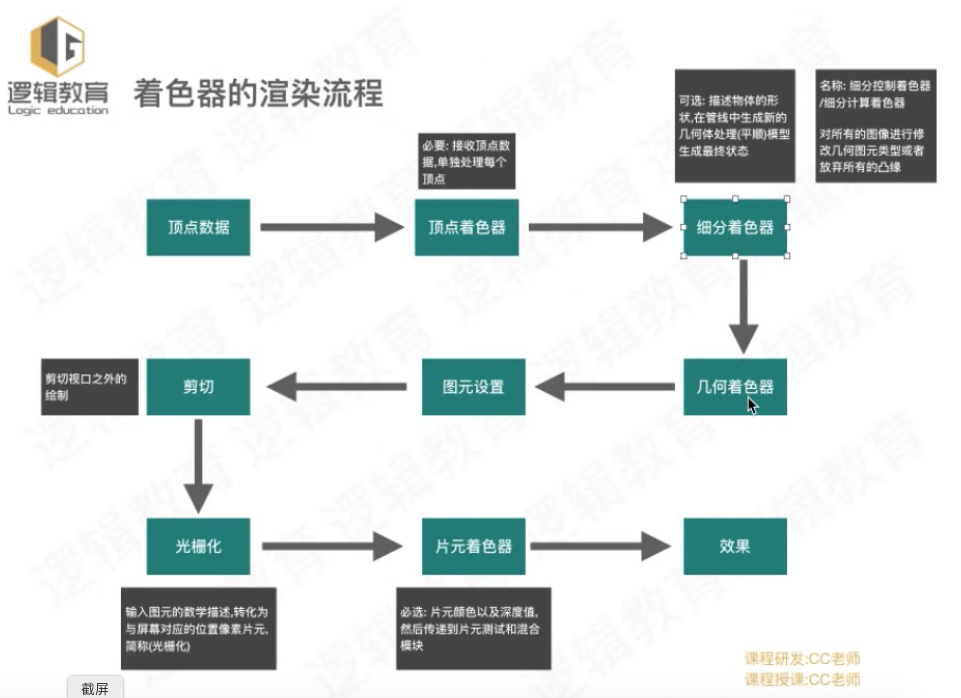 逻辑教育
Logic education
着色器的渲染流程
必要: 接收顶点数
据,单独处理每个
顶点
可选: 描述物体的形
状,在管线中生成新的
几何体处理(平顺)模型
生成最终状态
名称: 细分控制着色器
/细分计算着色器
对所有的图像进行修
改几何图元类型或者
放弃所有的凸缘
顶点数据
顶点着色器
细分着色器
剪切视口之外的
绘制
剪切
图元设置
几何着色器
光栅化
片元着色器
效果
输入图元的数学描述,转化为
与屏幕对应的位置像素片元,
简称(光栅化)
必选: 片元颜色以及深度值,
然后传递到片元测试和混合
模块
课程研发:CC老师
课程授课:CC老师
截屏